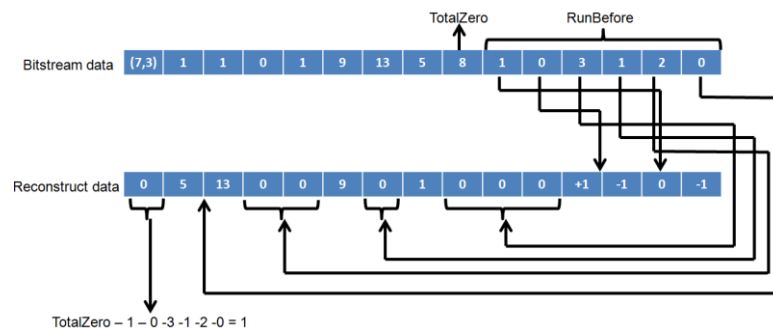 TotalZero RunBefore
Bitstream data (7,3) 1 1 0 1 9 13 5 8 1 0 3 1 2 0
Reconstruct data 0 5 13 0 0 9 0 1 0 0 0 +1 -1 0 -1
TotalZero – 1 – 0 -3 -1 -2 -0 = 1